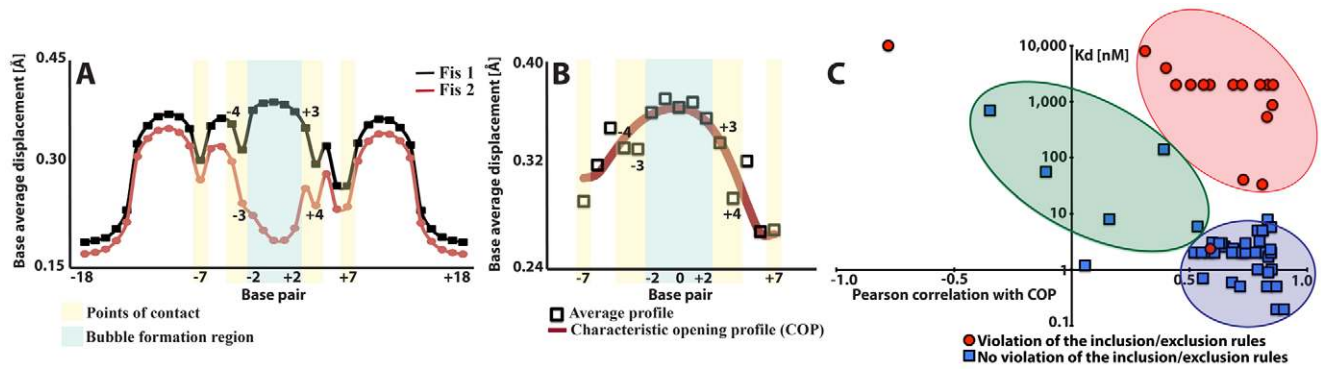 A
Base average displacement [Å]
0.45
0.30
0.15
Fis 1
Fis 2
-4
+3
-3
+4
-18
-7
-2
+2
+7
+18
Base pair
Points of contact
Bubble formation region
B
Base average displacement [Å]
0.40
0.32
0.24
-4
-3
+3
+4
-7
-2
0
+2
+7
Base pair
Average profile
Characteristic opening profile (COP)
C
Kd [nM]
10,000
1,000
100
10
1
0.1
-1.0
-0.5
0.5
1.0
Pearson correlation with COP
Violation of the inclusion/exclusion rules
No violation of the inclusion/exclusion rules